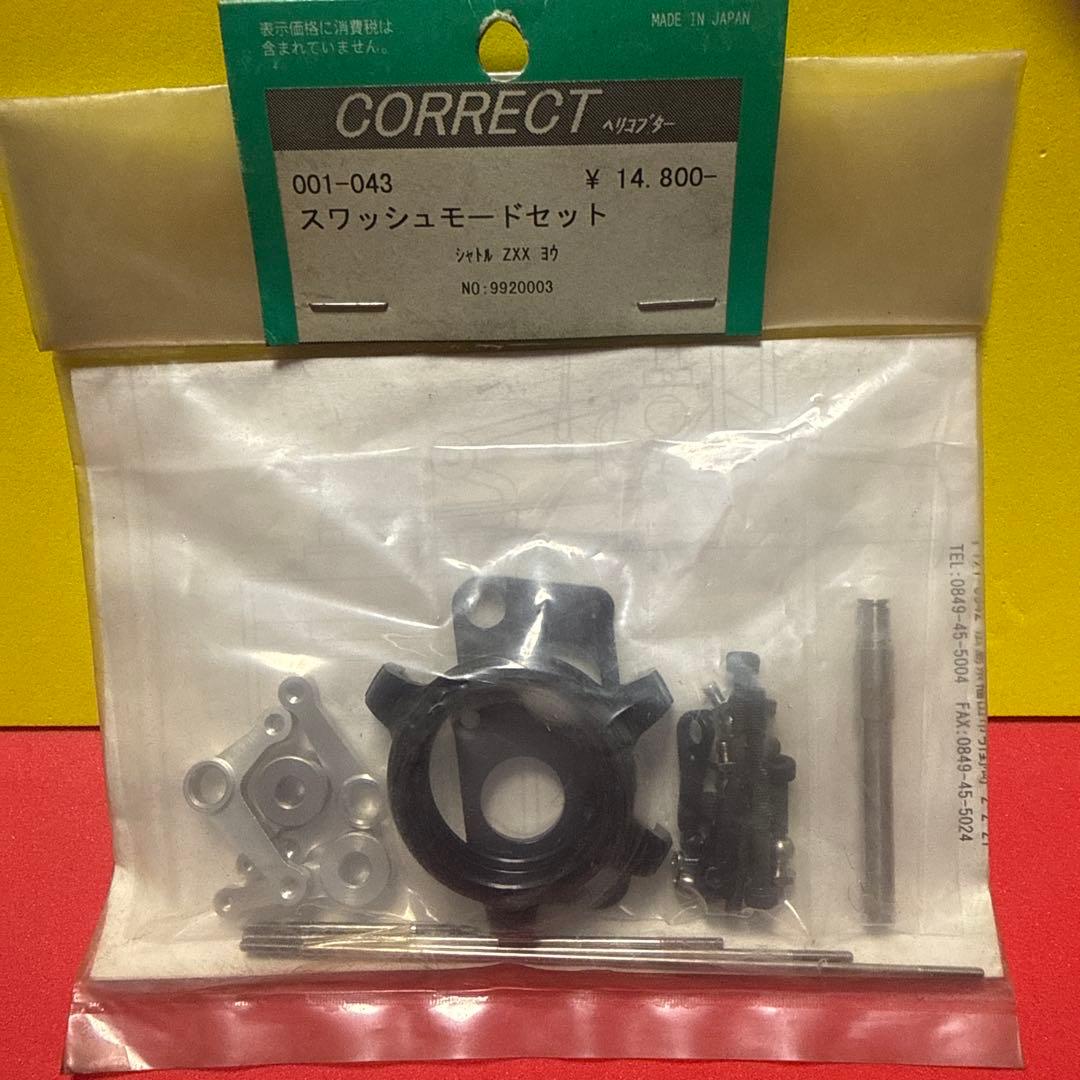 表示価格に消費税は
含まれていません。
MADE IN JAPAN
CORRECT ヘリコプター
001-043 ¥ 14.800-
スワッシュモードセット
ｼｬﾄﾙ ZXX ﾖｳ
NO:9920003
TEL:0849-45-5004 FAX:0849-45-5024